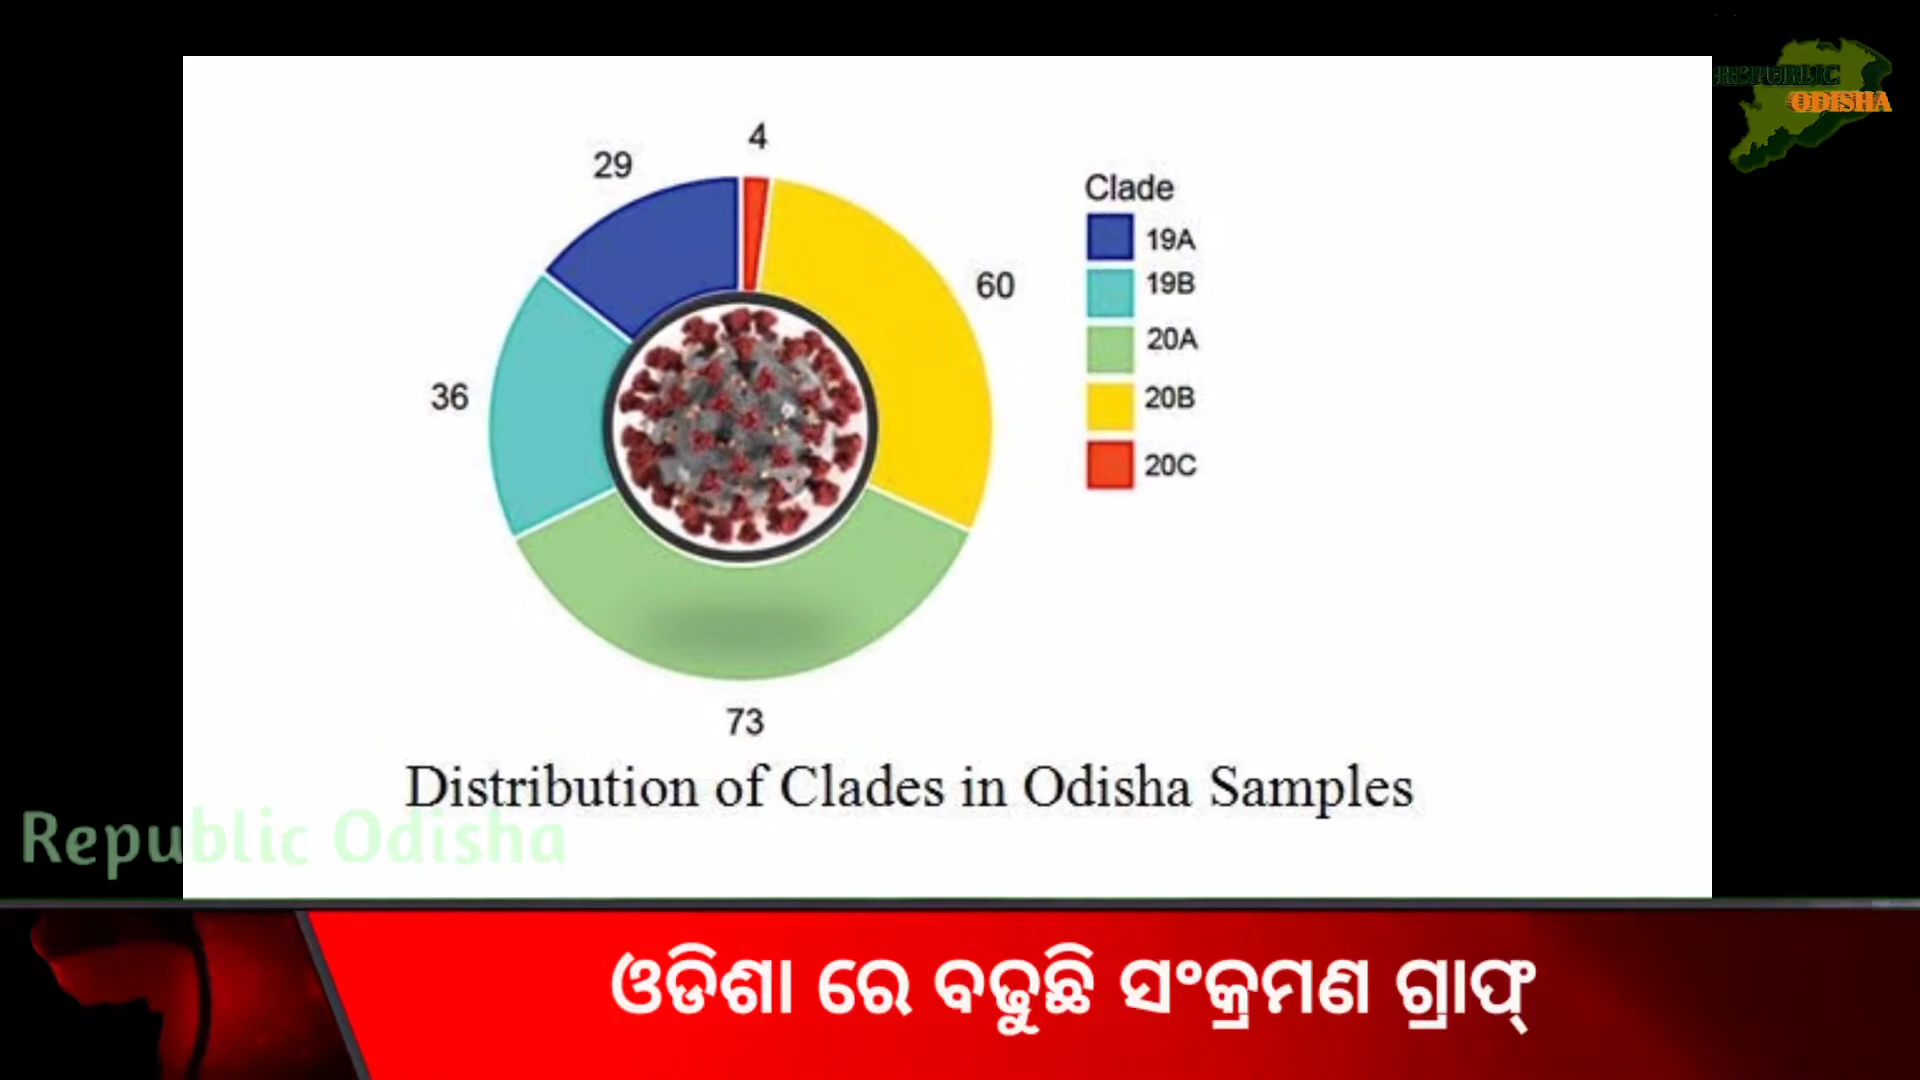 REPUBLIC
ODISHA
4
29
Clade
19A
60
19B
20A
36
20B
20C
73
Distribution of Clades in Odisha Samples
Republic Odisha
ଓଡିଶା ରେ ବଢୁଛି ସଂକ୍ରମଣ ଗ୍ରାଫ୍